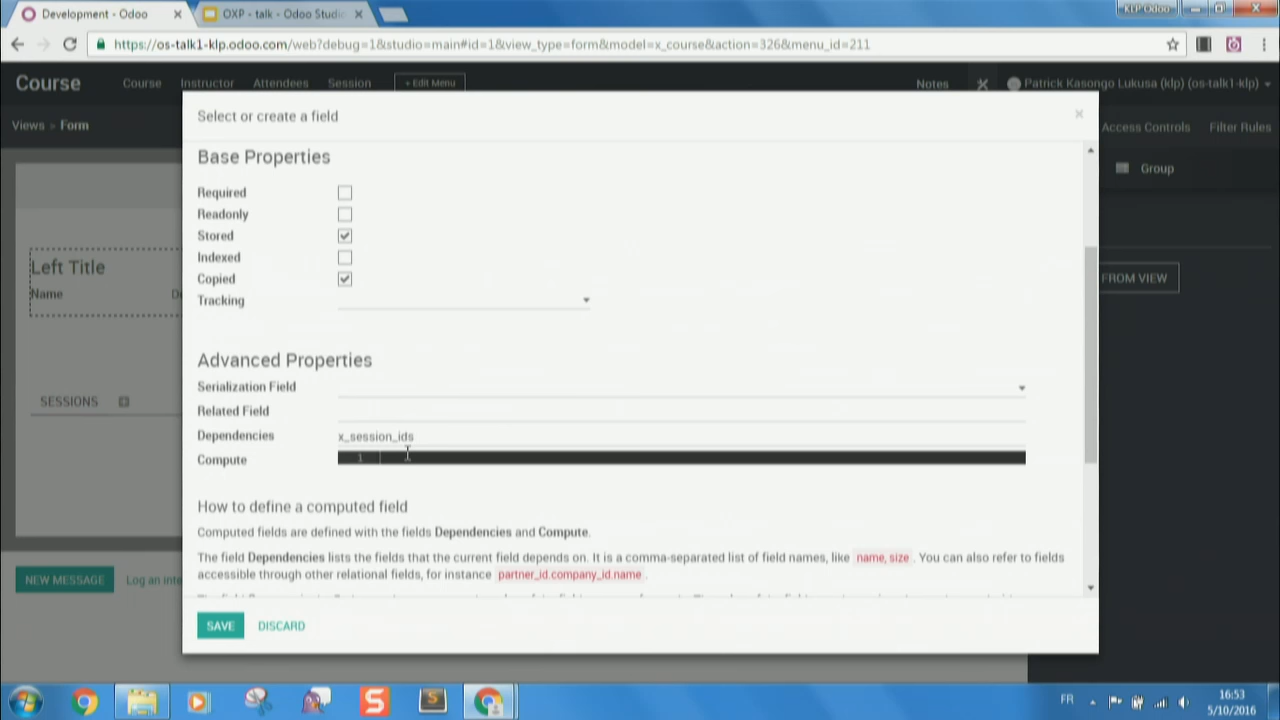 Development - Odoo
OXP - talk - Odoo Studi
KLP Odoo
https://os-talk1-klp.odoo.com/web?debug=1&studio=main#id=1&view_type=form&model=x_course&action=326&menu_id=211
Course
Course
Instructor
Attendees
Session
+ Edit Menu
Notes
Patrick Kasongo Lukusa (klp) (os-talk1-klp)
Views > Form
Access Controls
Filter Rules
Select or create a field
Group
Base Properties
Required
Readonly
Stored
Indexed
Copied
Tracking
Left Title
Name
FROM VIEW
Advanced Properties
Serialization Field
Related Field
Dependencies x_session_ids
Compute 1
SESSIONS
How to define a computed field
Computed fields are defined with the fields Dependencies and Compute.
The field Dependencies lists the fields that the current field depends on. It is a comma-separated list of field names, like name, size . You can also refer to fields
accessible through other relational fields, for instance partner_id.company_id.name .
NEW MESSAGE
Log an inte
SAVE
DISCARD
FR
16:53
5/10/2016